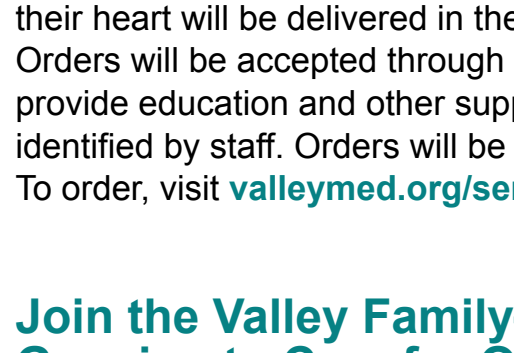 their heart will be delivered in the
Orders will be accepted through
provide education and other sup
identified by staff. Orders will be
To order, visit valleymed.org/se
Join the Valley Family